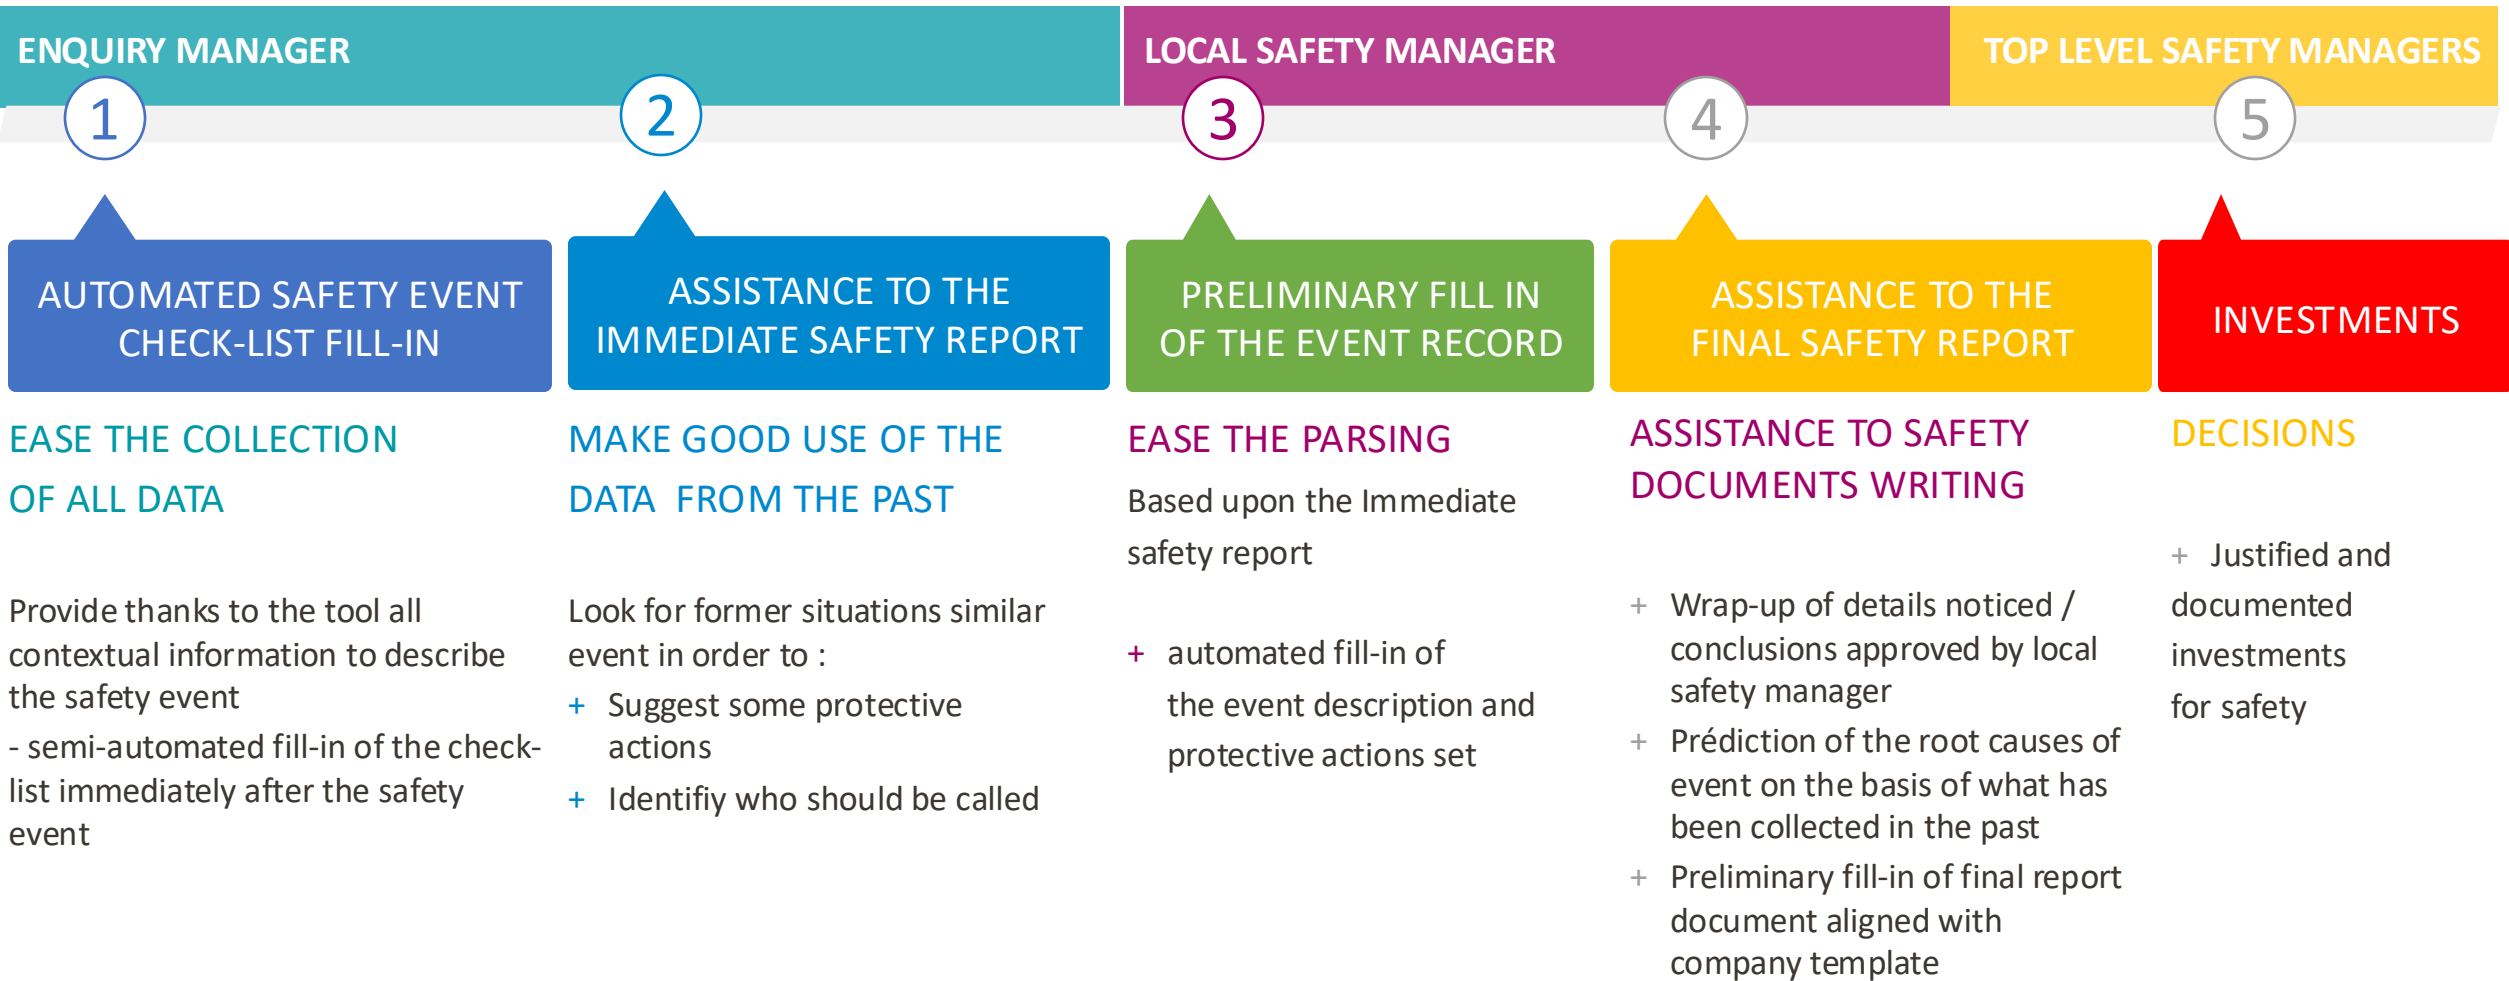 ENQUIRY MANAGER
LOCAL SAFETY MANAGER
TOP LEVEL SAFETY MANAGERS
1
2
3
4
5
AUTOMATED SAFETY EVENT
CHECK-LIST FILL-IN
EASE THE COLLECTION
OF ALL DATA
Provide thanks to the tool all
contextual information to describe
the safety event
- semi-automated fill-in of the check-
list immediately after the safety
event
ASSISTANCE TO THE
IMMEDIATE SAFETY REPORT
MAKE GOOD USE OF THE
DATA FROM THE PAST
Look for former situations similar
event in order to :
+ Suggest some protective
actions
+ Identifiy who should be called
PRELIMINARY FILL IN
OF THE EVENT RECORD
EASE THE PARSING
Based upon the Immediate
safety report
+ automated fill-in of
the event description and
protective actions set
ASSISTANCE TO THE
FINAL SAFETY REPORT
ASSISTANCE TO SAFETY
DOCUMENTS WRITING
+ Wrap-up of details noticed /
conclusions approved by local
safety manager
+ Prédiction of the root causes of
event on the basis of what has
been collected in the past
+ Preliminary fill-in of final report
document aligned with
company template
INVESTMENTS
DECISIONS
+ Justified and
documented
investments
for safety